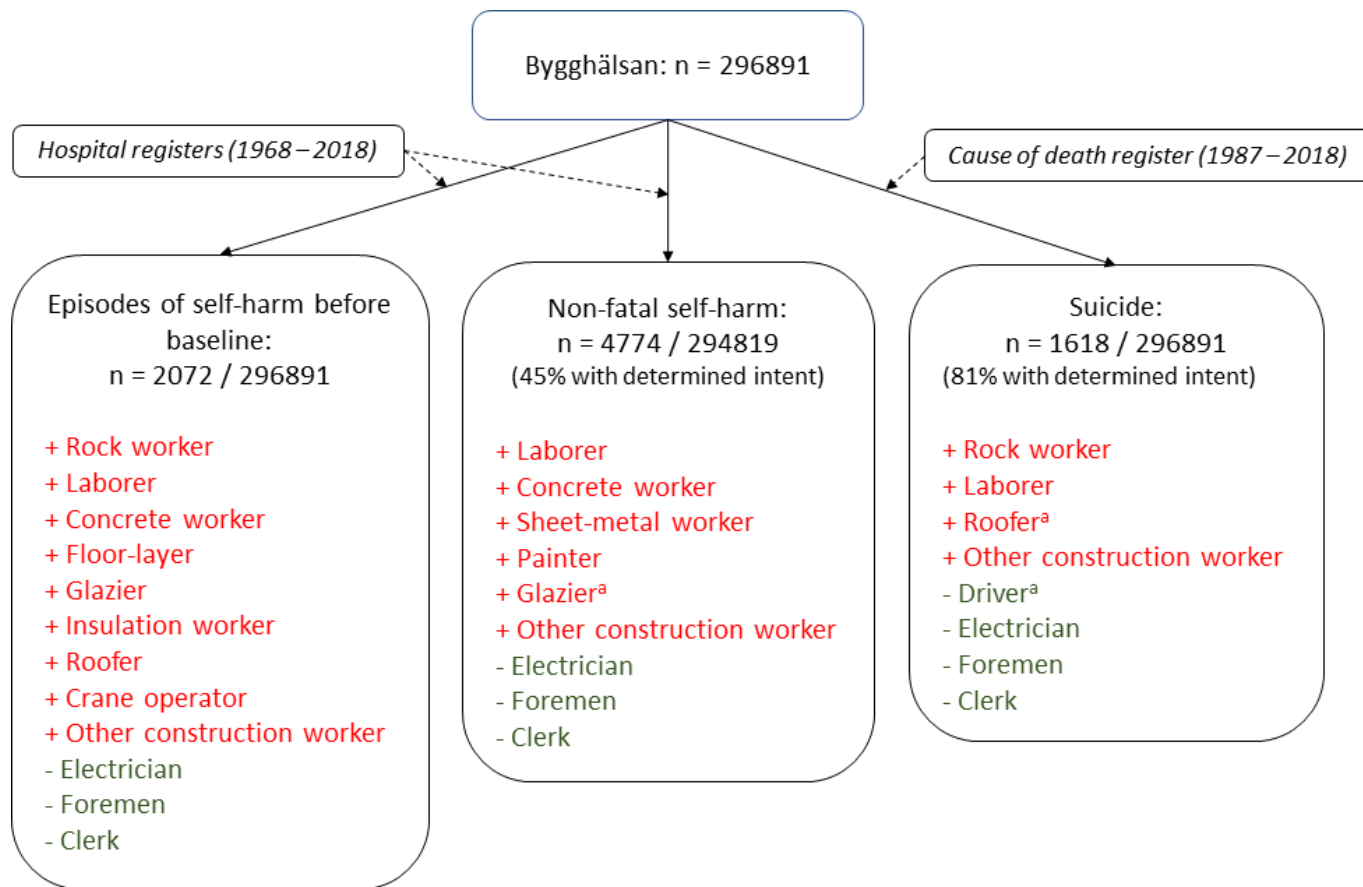 Bygghälsan: n = 296891
Hospital registers (1968 – 2018)
Cause of death register (1987 – 2018)
Episodes of self-harm before
baseline:
n = 2072 / 296891
+ Rock worker
+ Laborer
+ Concrete worker
+ Floor-layer
+ Glazier
+ Insulation worker
+ Roofer
+ Crane operator
+ Other construction worker
- Electrician
- Foremen
- Clerk
Non-fatal self-harm:
n = 4774 / 294819
(45% with determined intent)
+ Laborer
+ Concrete worker
+ Sheet-metal worker
+ Painter
+ Glazierᵃ
+ Other construction worker
- Electrician
- Foremen
- Clerk
Suicide:
n = 1618 / 296891
(81% with determined intent)
+ Rock worker
+ Laborer
+ Rooferᵃ
+ Other construction worker
- Driverᵃ
- Electrician
- Foremen
- Clerk